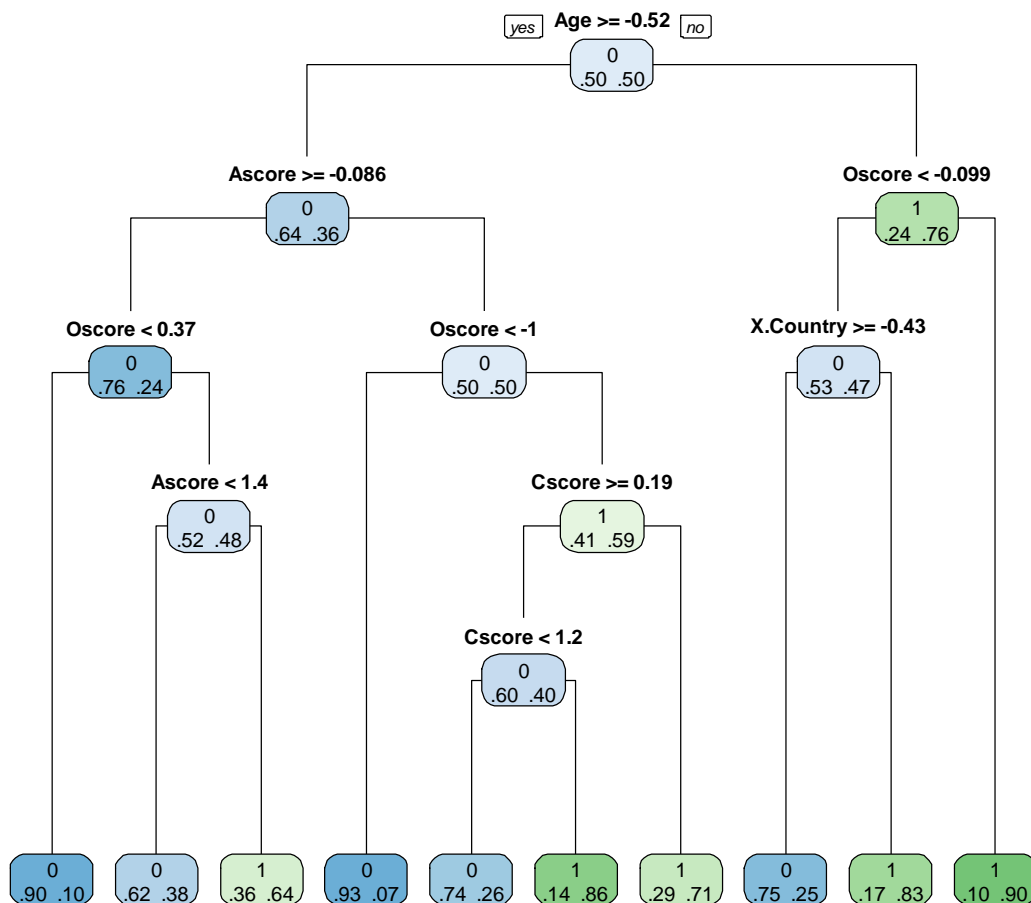 yes Age >= -0.52 no
0
.50 .50
Ascore >= -0.086 Oscore < -0.099
0 1
.64 .36 .24 .76
Oscore < 0.37 Oscore < -1 X.Country >= -0.43
0 0 0
.76 .24 .50 .50 .53 .47
Ascore < 1.4 Cscore >= 0.19
0 1
.52 .48 .41 .59
Cscore < 1.2
0
.60 .40
0 0 1 0 0 1 1 0 1 1
.90 .10 .62 .38 .36 .64 .93 .07 .74 .26 .14 .86 .29 .71 .75 .25 .17 .83 .10 .90